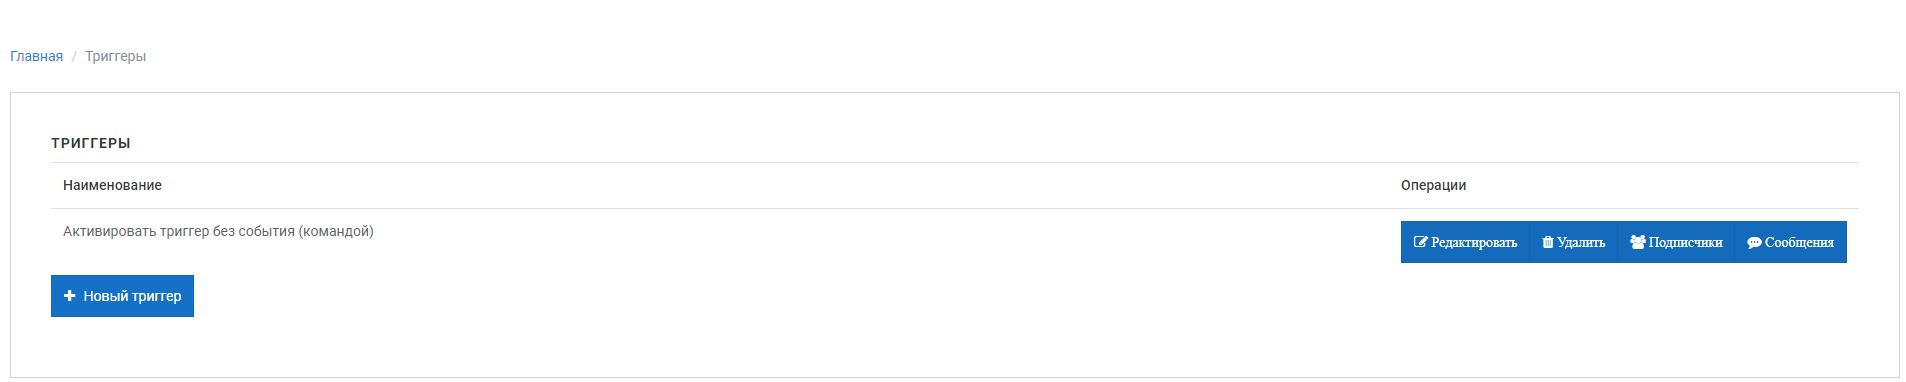 Главная / Триггеры
ТРИГГЕРЫ
Наименование Операции
Активировать триггер без события (командой) Редактировать Удалить Подписчики Сообщения
Новый триггер